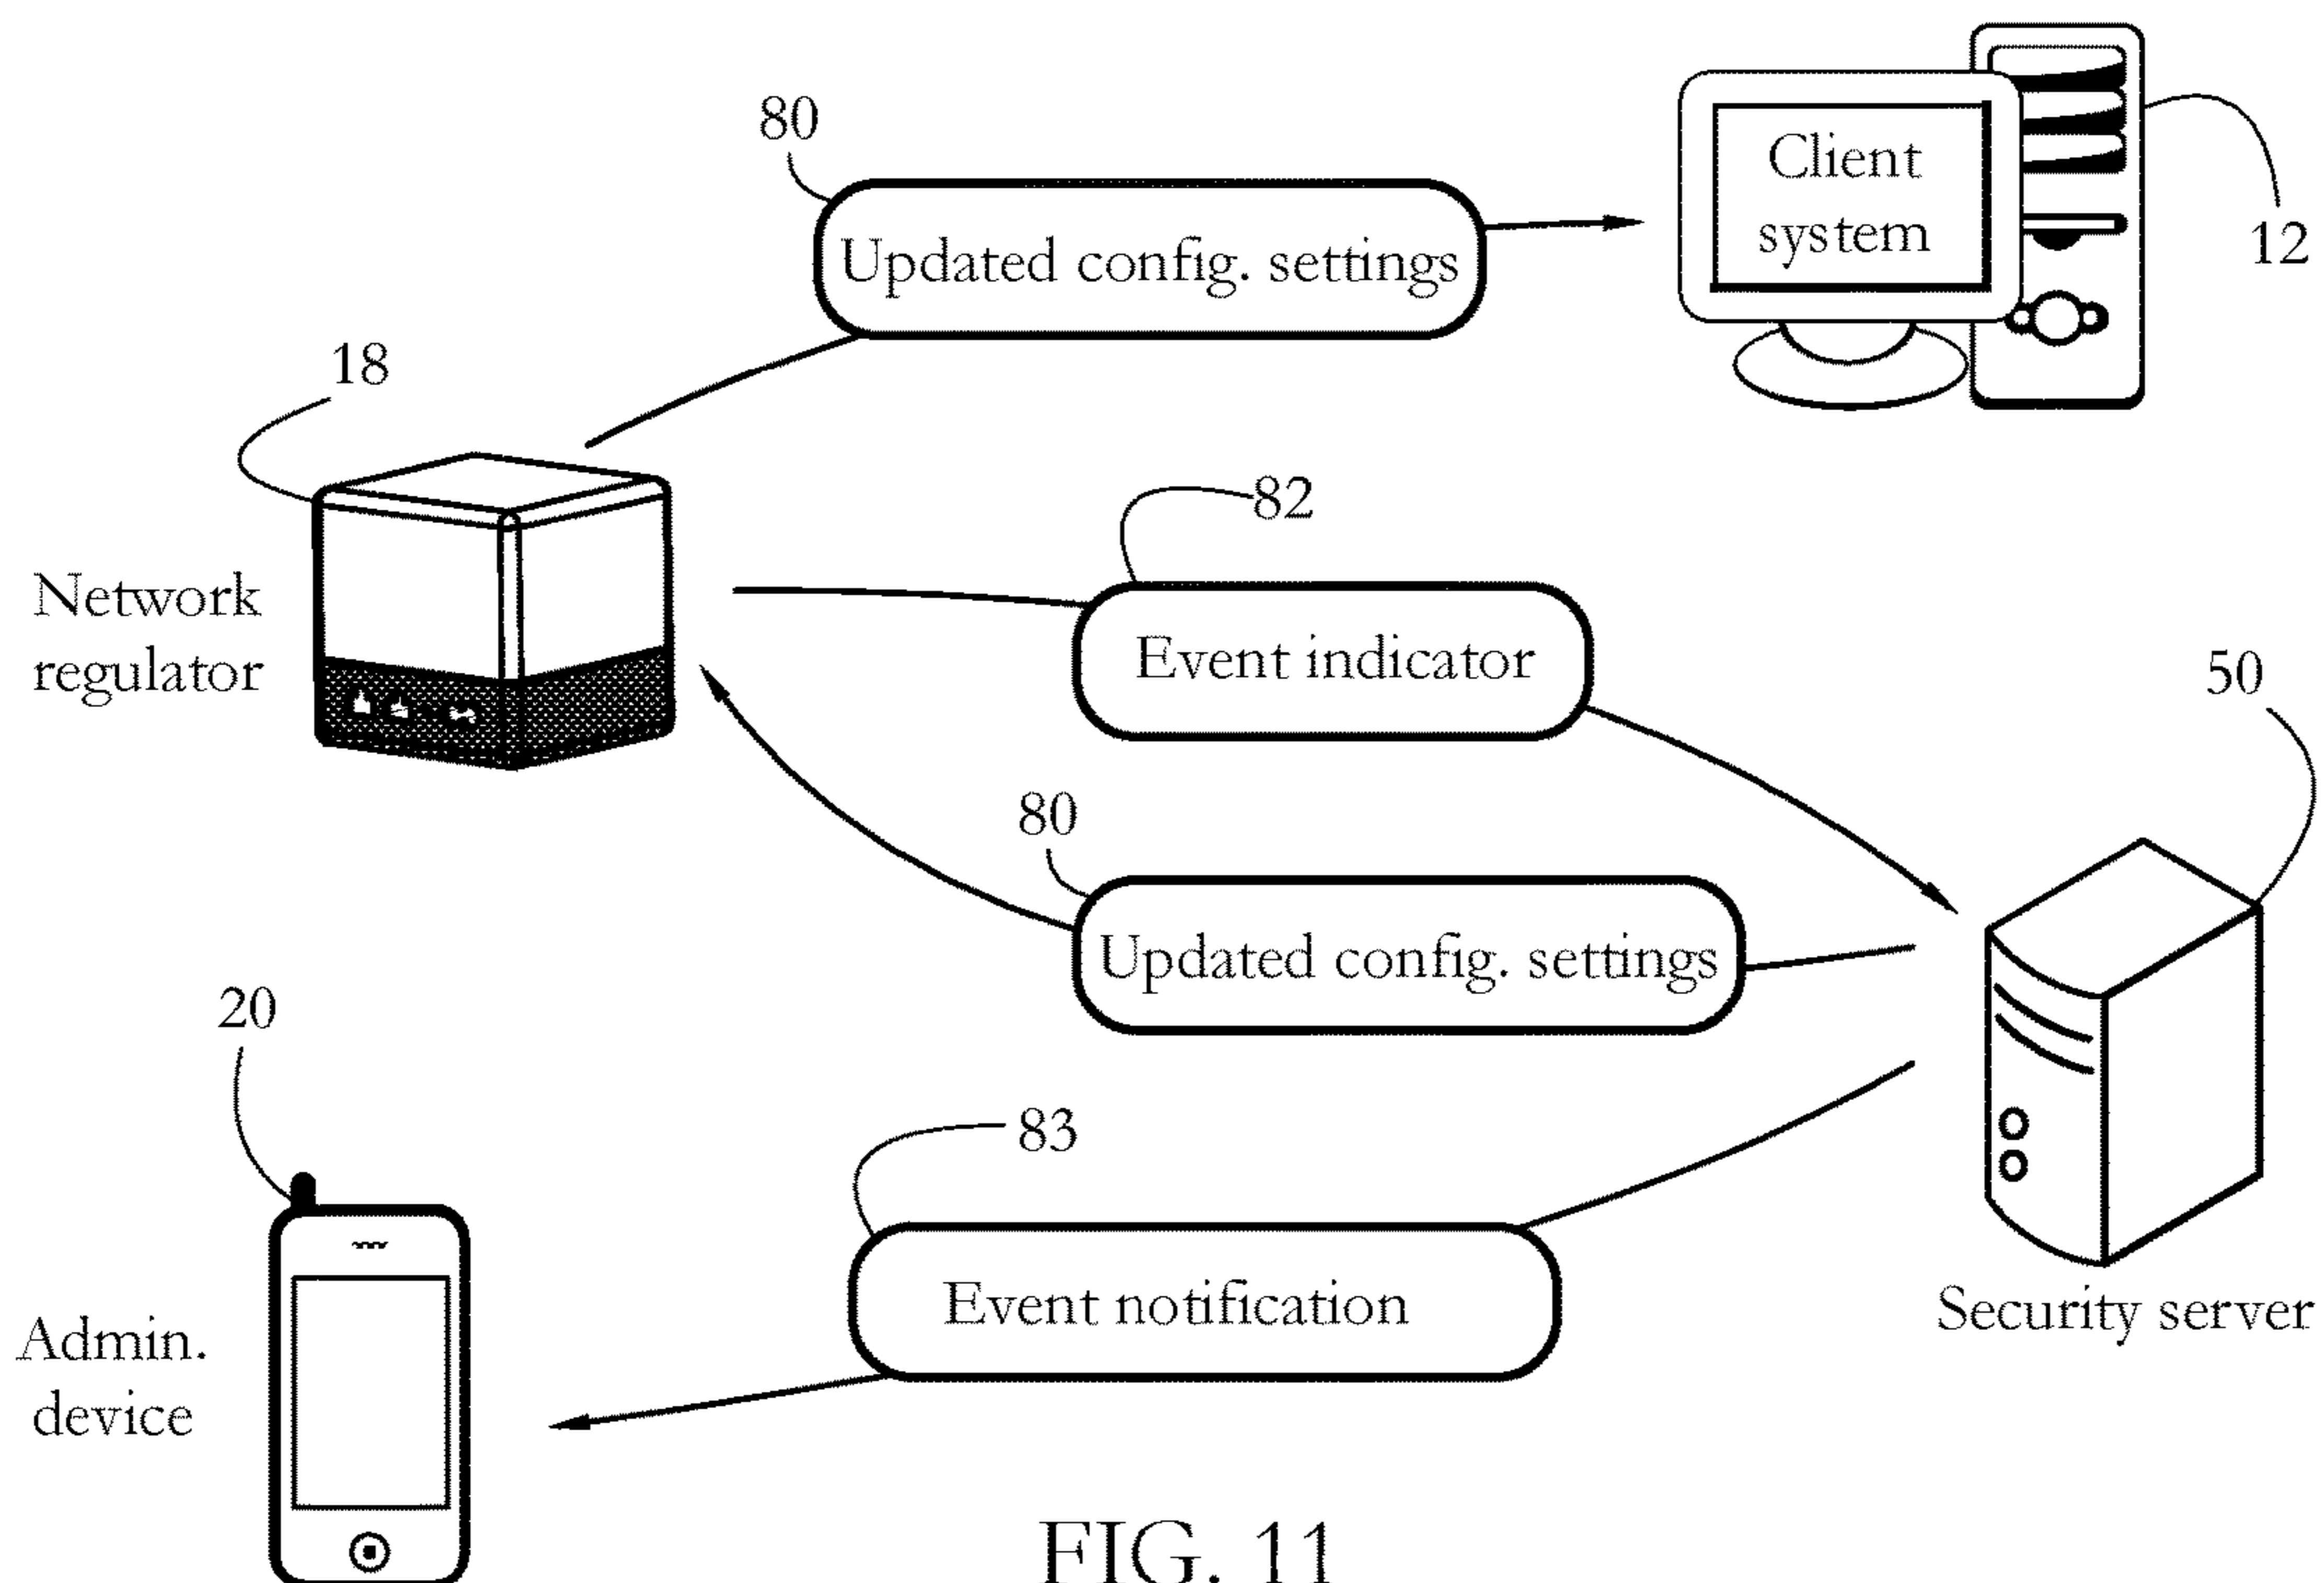 80
Client
system
Updated config. settings
12
18
82
Network
regulator
Event indicator
50
80
Updated config. settings
20
83
Event notification
Security server
Admin.
device
FIG. 11